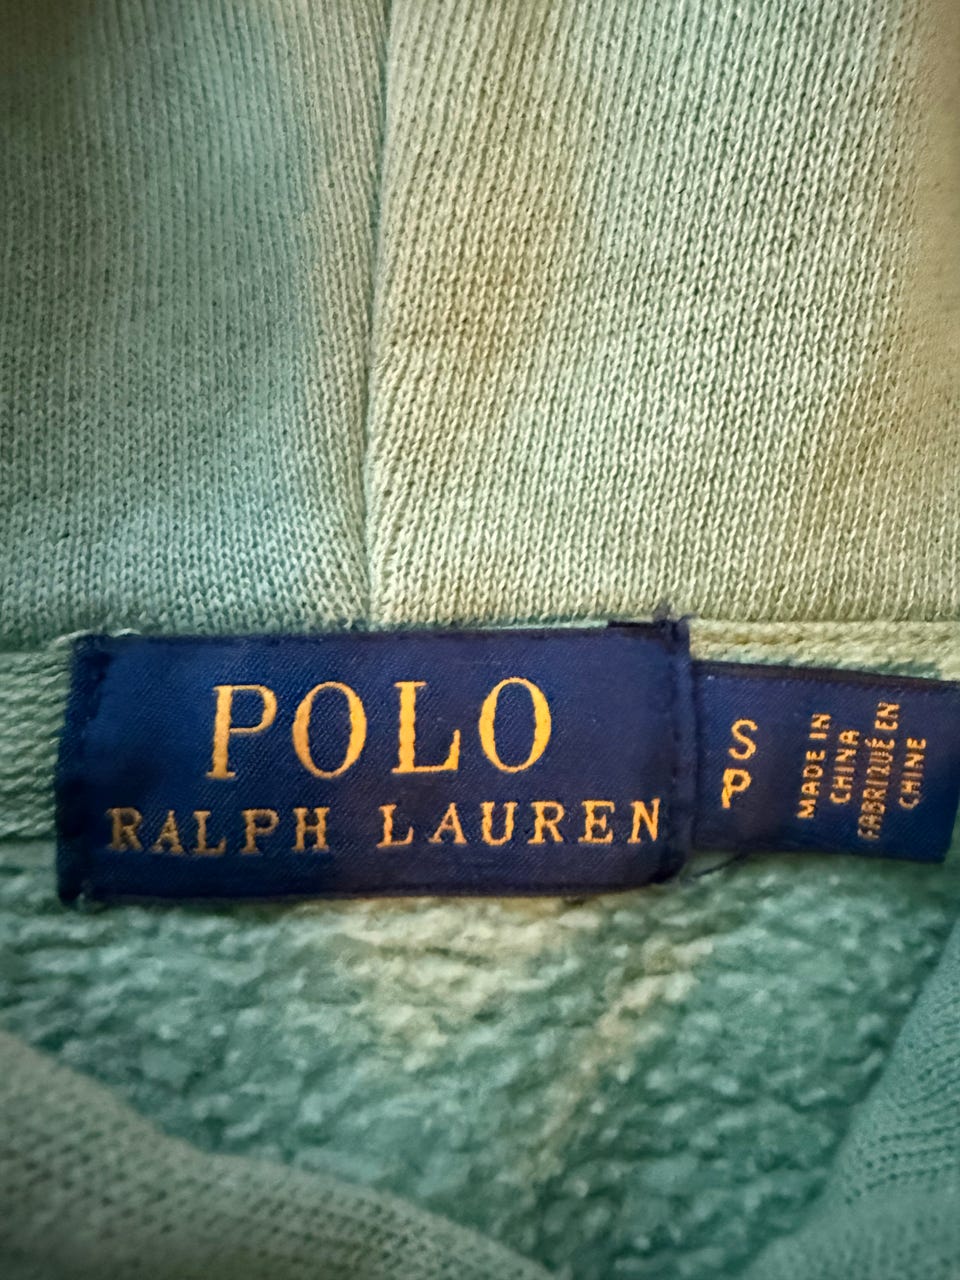 POLO
RALPH LAUREN
S
P
MADE IN
CHINA
FABRIQUÉ EN
CHINE